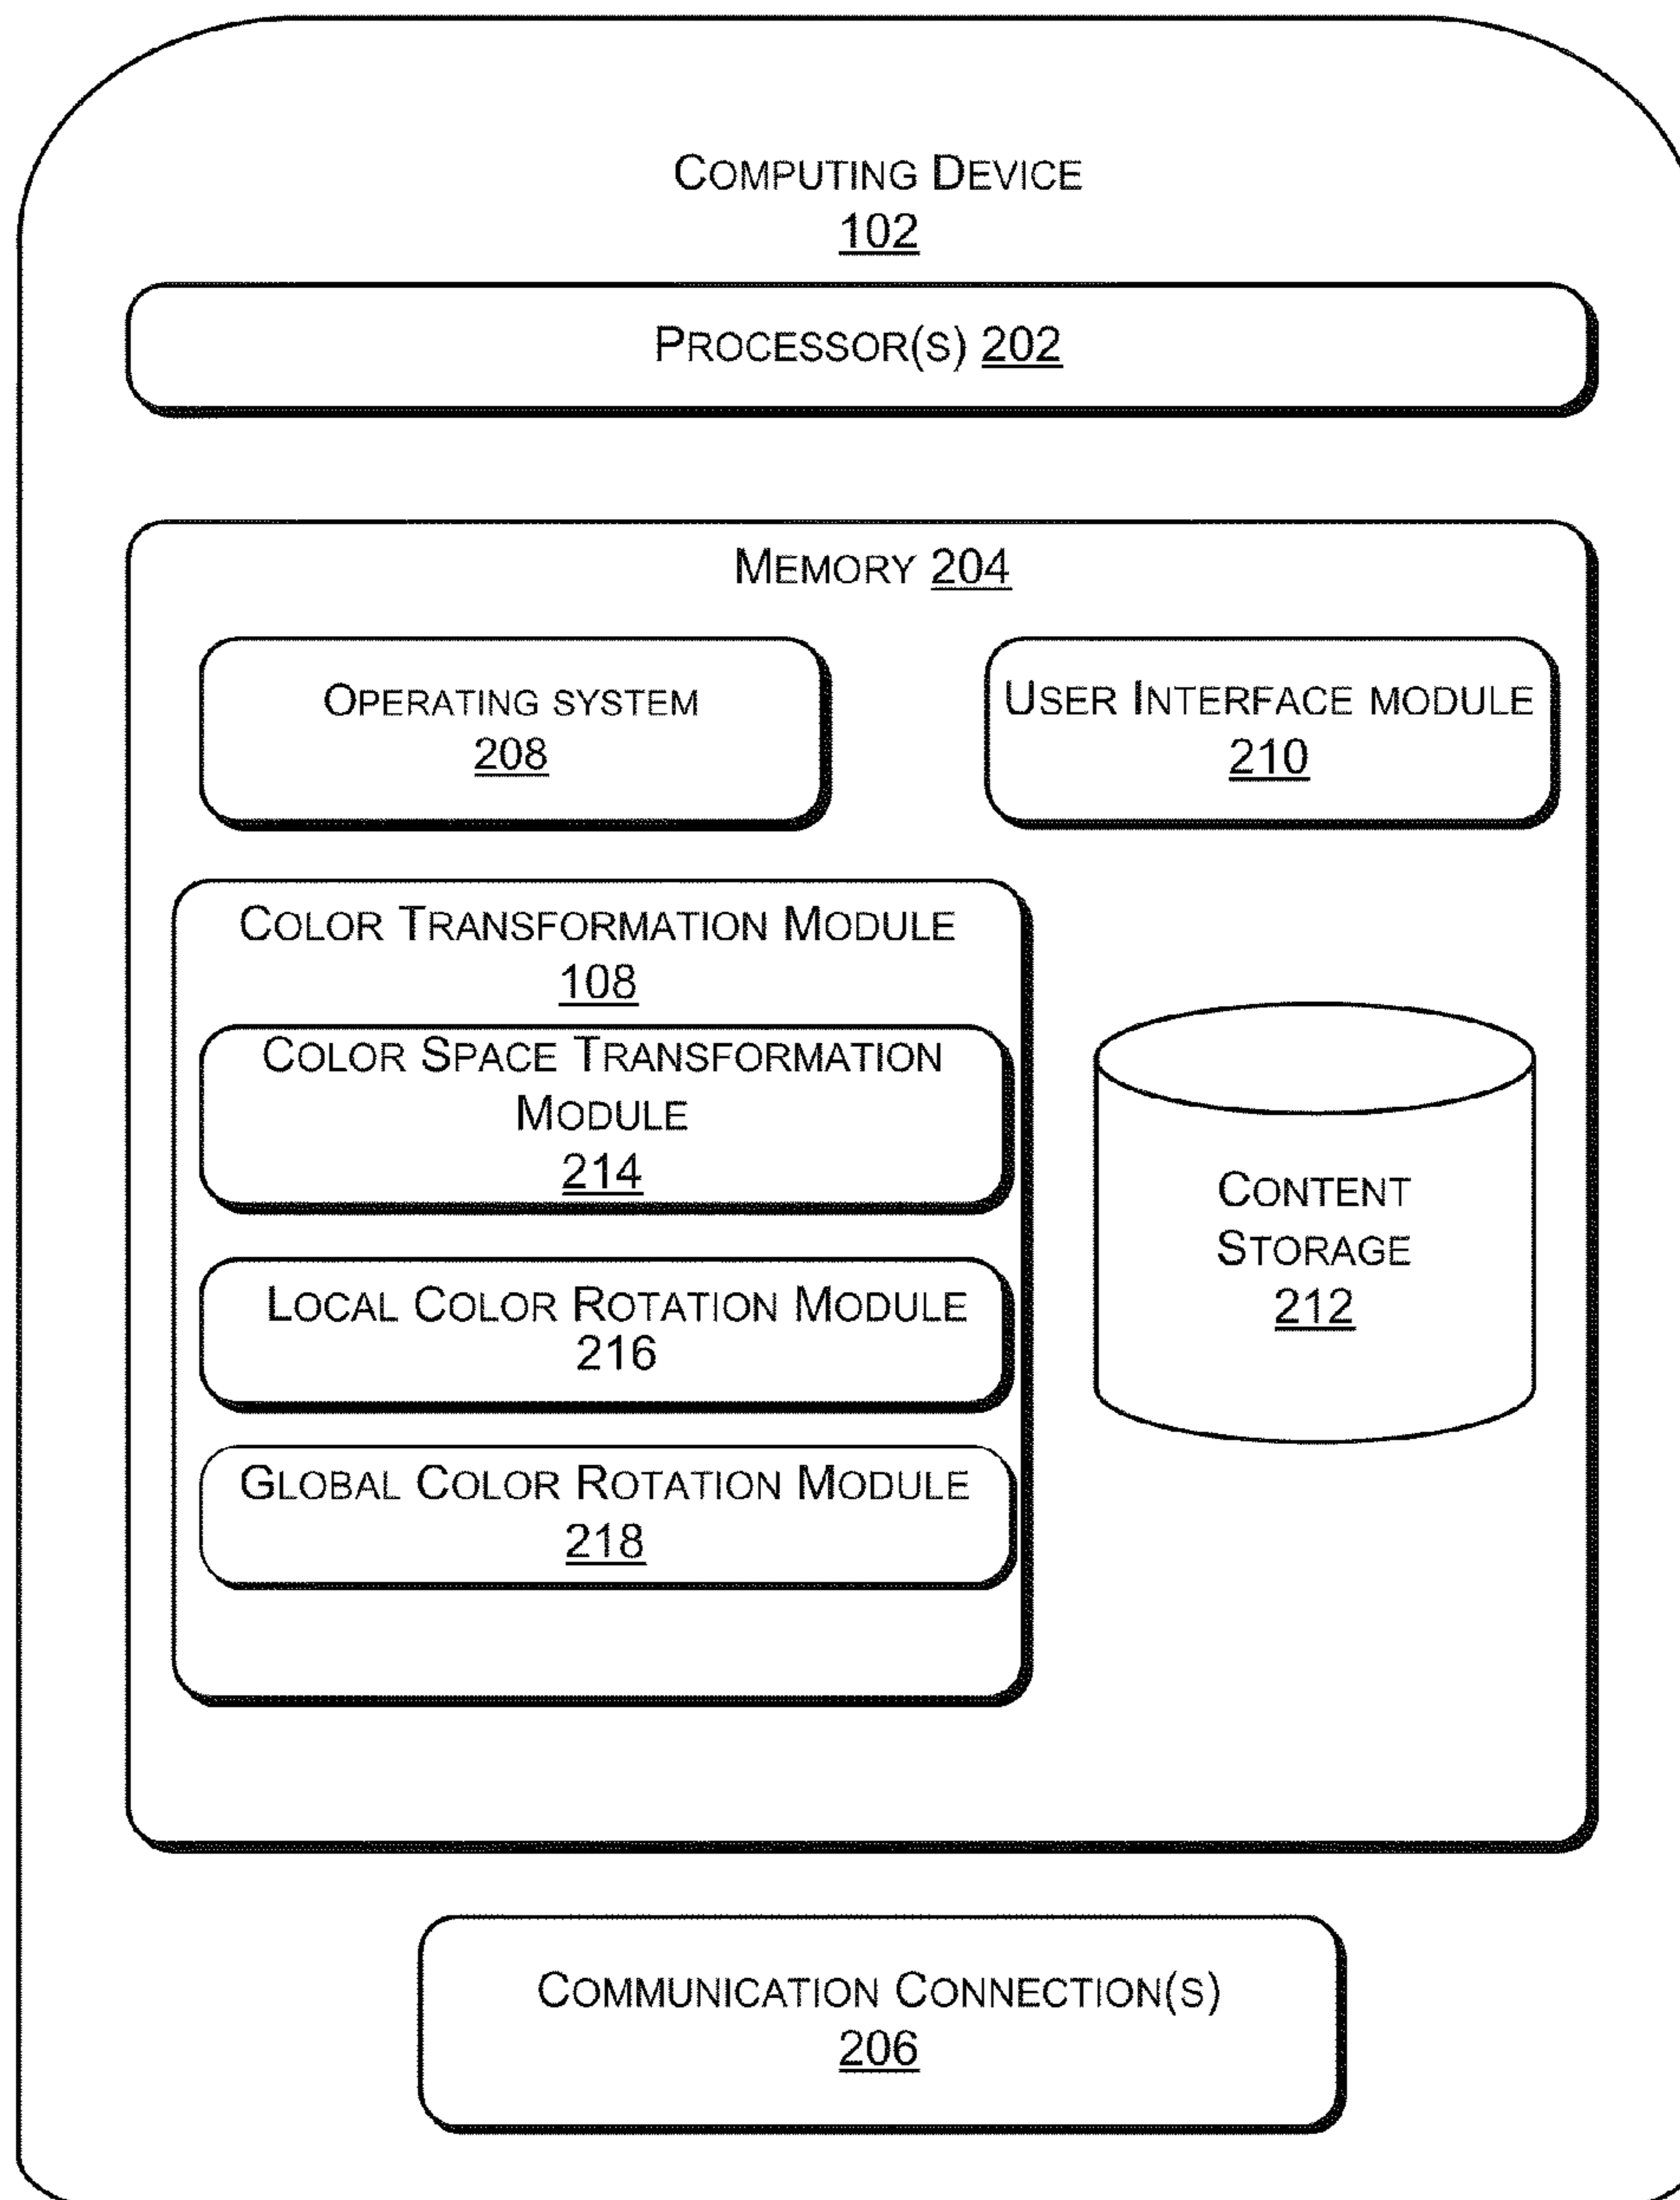 COMPUTING DEVICE
102
PROCESSOR(S) 202
MEMORY 204
OPERATING SYSTEM
208
USER INTERFACE MODULE
210
COLOR TRANSFORMATION MODULE
108
COLOR SPACE TRANSFORMATION
MODULE
214
LOCAL COLOR ROTATION MODULE
216
GLOBAL COLOR ROTATION MODULE
218
CONTENT
STORAGE
212
COMMUNICATION CONNECTION(S)
206